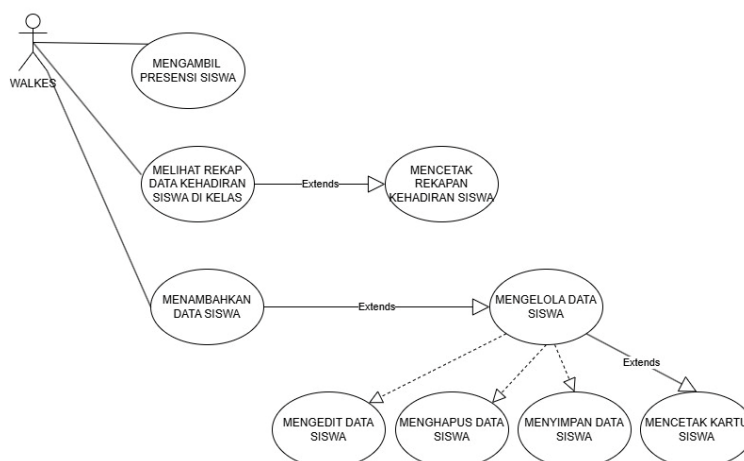 WALKES
MENGAMBIL
PRESENSI SISWA
MELIHAT REKAP
DATA KEHADIRAN
SISWA DI KELAS
Extends
MENCETAK
REKAPAN
KEHADIRAN SISWA
MENAMBAHKAN
DATA SISWA
Extends
MENGELOLA DATA
SISWA
Extends
MENGEDIT DATA
SISWA
MENGHAPUS DATA
SISWA
MENYIMPAN DATA
SISWA
MENCETAK KARTU
SISWA